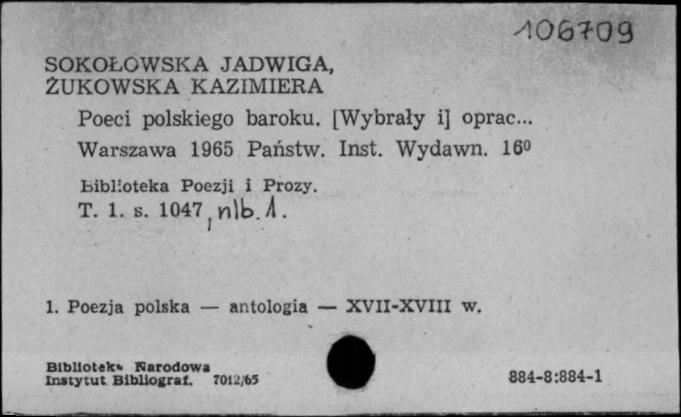 106709
SOKOŁOWSKA JADWIGA,
ŻUKOWSKA KAZIMIERA
Poeci polskiego baroku. [Wybrały i] oprac...
Warszawa 1965 Państw. Inst. Wydawn. 16⁰
Biblioteka Poezji i Prozy.
T. 1. s. 1047, nlb. 1.
1. Poezja polska — antologia — XVII-XVIII w.
Biblioteka Narodowa
Instytut Bibliograf. 7012/65
884-8:884-1